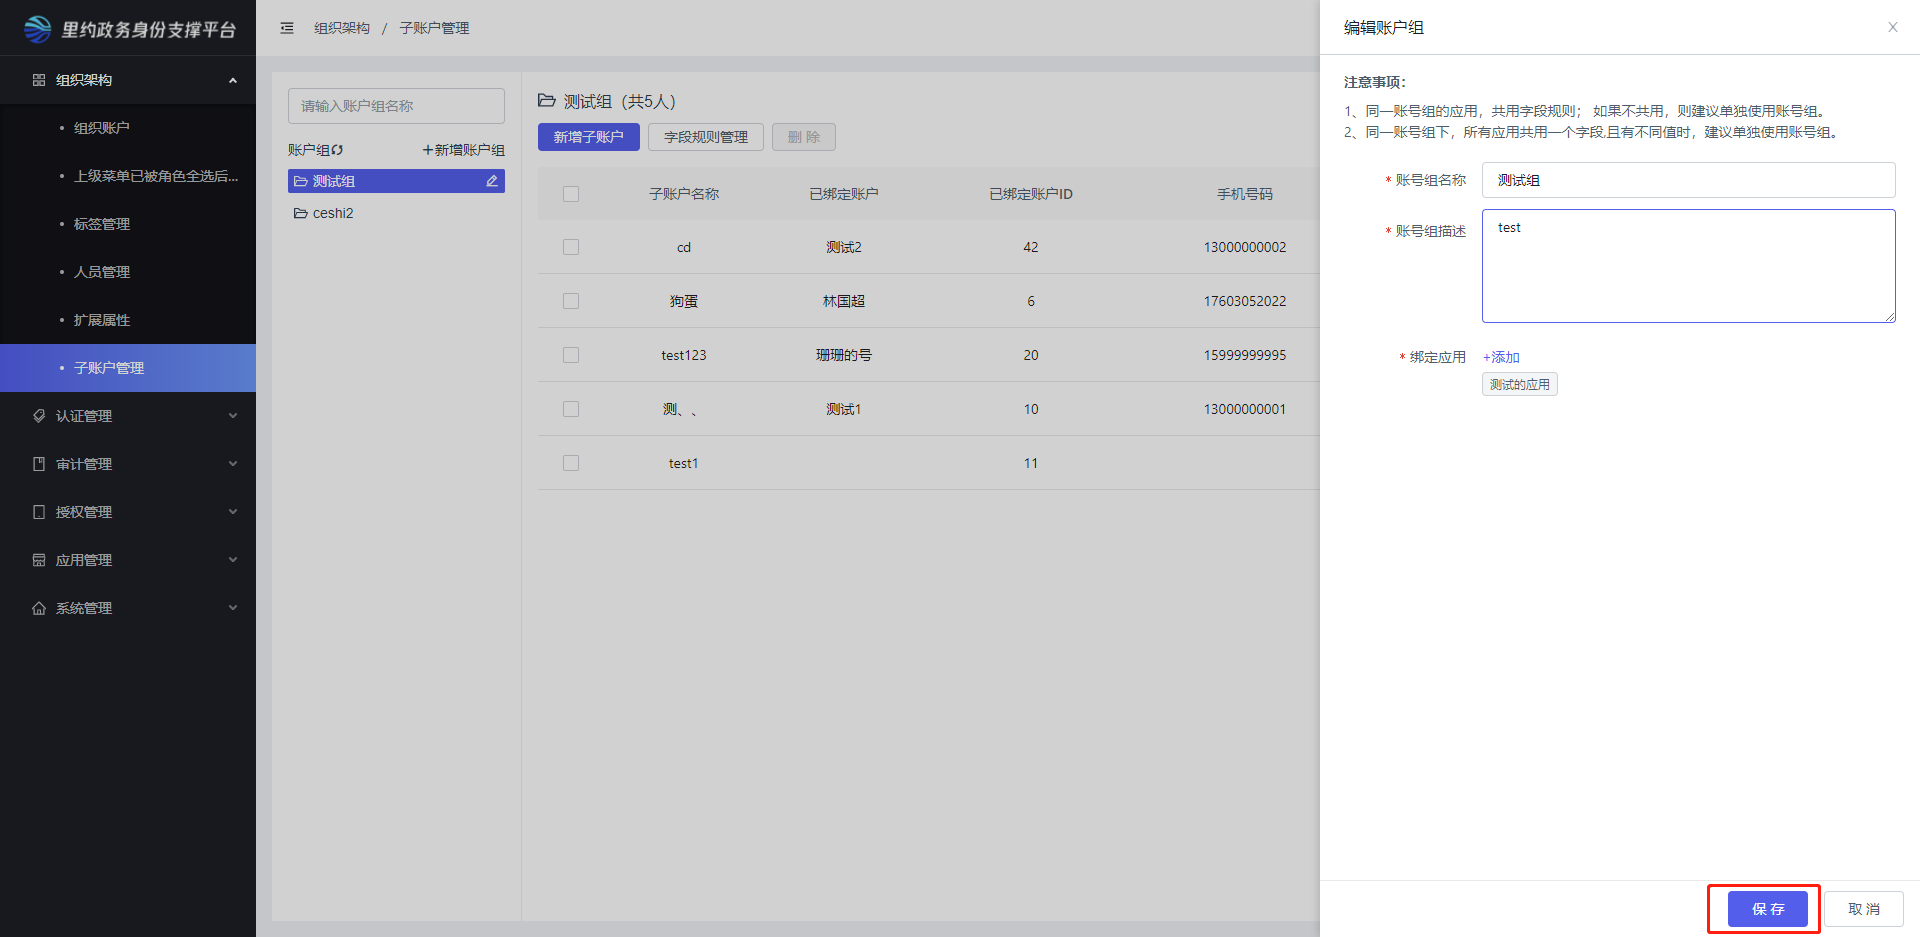 里约政务身份支撑平台
组织架构
组织账户
上级菜单已被角色全选后...
标签管理
人员管理
扩展属性
子账户管理
认证管理
审计管理
授权管理
应用管理
系统管理
组织架构 / 子账户管理
请输入账户组名称
账户组 +新增账户组
测试组
ceshi2
测试组（共5人）
新增子账户 字段规则管理 删 除
子账户名称 已绑定账户 已绑定账户ID 手机号码
cd 测试2 42 13000000002
狗蛋 林国超 6 17603052022
test123 珊珊的号 20 15999999995
测、、 测试1 10 13000000001
test1 11
编辑账户组
注意事项：
1、同一账号组的应用，共用字段规则； 如果不共用，则建议单独使用账号组。
2、同一账号组下，所有应用共用一个字段,且有不同值时，建议单独使用账号组。
* 账号组名称 测试组
* 账号组描述 test
* 绑定应用 +添加
测试的应用
保 存 取 消